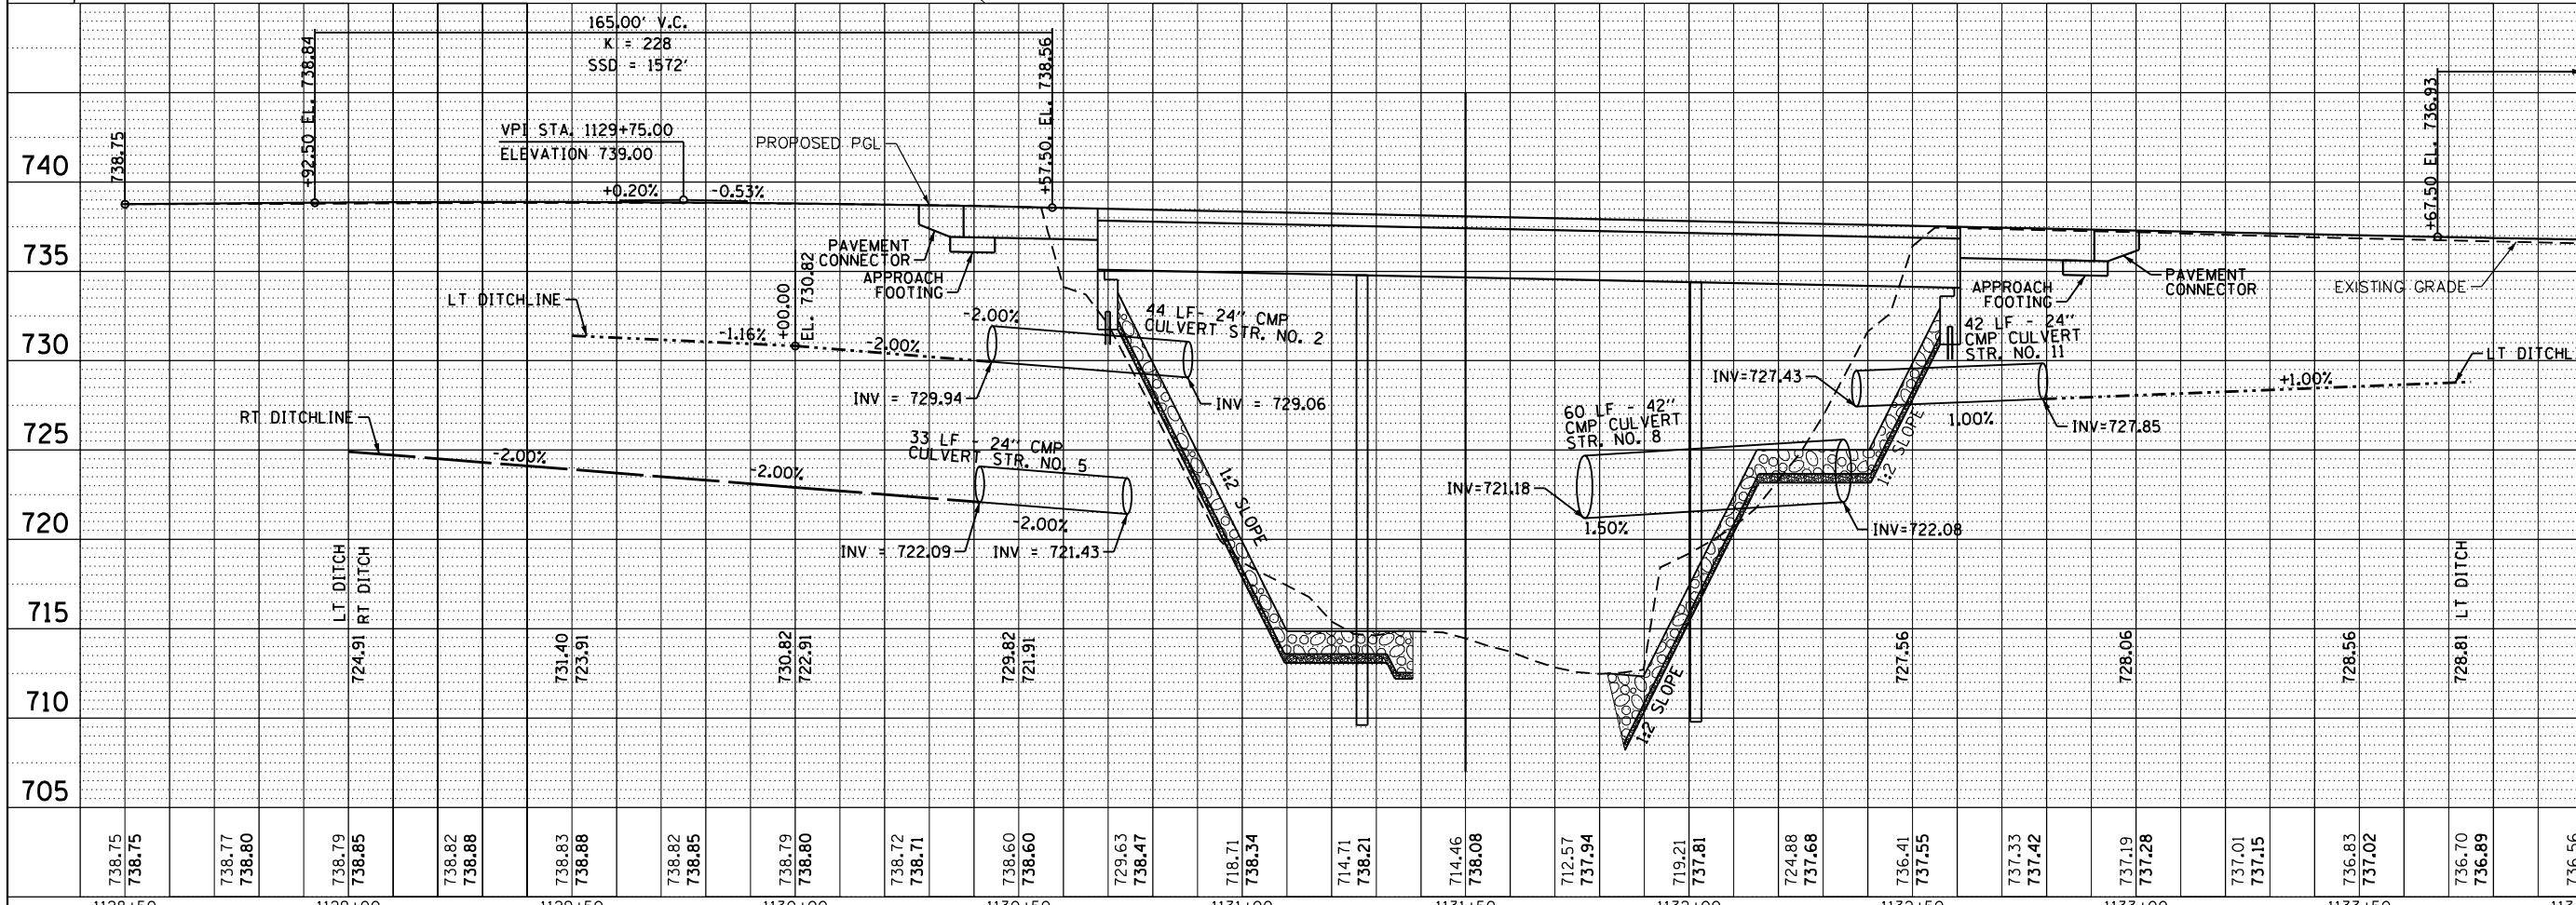 165.00' V.C.
K = 228
SSD = 1572'
+92.50 EL. 738.84
+57.50 EL. 738.56
+67.50 EL. 736.93
738.75
VPI STA. 1129+75.00
ELEVATION 739.00
+0.20%
-0.53%
PROPOSED PGL
740
735
730
725
720
715
710
705
PAVEMENT
CONNECTOR
APPROACH
FOOTING
LT DITCHLINE
-1.16%
+00.00
EL. 730.82
-2.00%
-2.00%
44 LF- 24" CMP
CULVERT STR. NO. 2
INV = 729.94
INV = 729.06
RT DITCHLINE
-2.00%
-2.00%
33 LF - 24" CMP
CULVERT STR. NO. 5
-2.00%
INV = 722.09
INV = 721.43
1:2 SLOPE
60 LF - 42"
CMP CULVERT
STR. NO. 8
INV=721.18
1.50%
INV=722.08
1:2 SLOPE
1:2 SLOPE
APPROACH
FOOTING
PAVEMENT
CONNECTOR
EXISTING GRADE
42 LF - 24"
CMP CULVERT
STR. NO. 11
INV=727.43
1.00%
INV=727.85
+1.00%
LT DITCHLI
LT DITCH
RT DITCH
724.91
731.40
723.91
730.82
722.91
729.82
721.91
727.56
728.06
728.56
728.81 LT DITCH
738.75
738.75
738.77
738.80
738.79
738.85
738.82
738.88
738.83
738.88
738.82
738.85
738.79
738.80
738.72
738.71
738.60
738.60
729.63
738.47
718.71
738.34
714.71
738.21
714.46
738.08
712.57
737.94
719.21
737.81
724.88
737.68
736.41
737.55
737.33
737.42
737.19
737.28
737.01
737.15
736.83
737.02
736.70
736.89
736.56